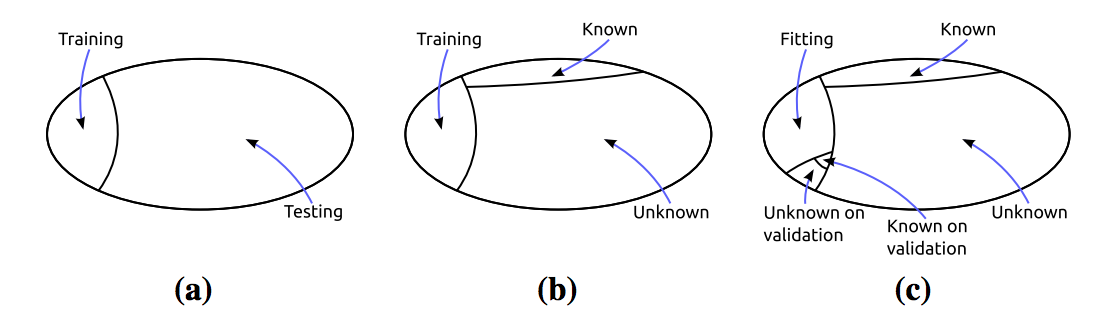 Training
Testing
(a)
Training
Known
Unknown
(b)
Fitting
Known
Unknown on
validation
Known on
validation
Unknown
(c)